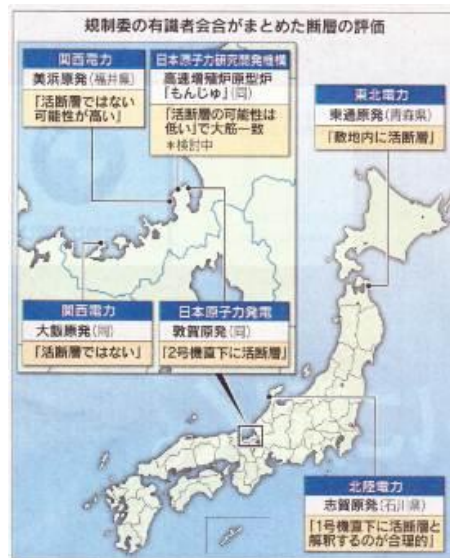 規制委の有識者会合がまとめた断層の評価
関西電力
美浜原発(福井県)
「活断層ではない
可能性が高い」
日本原子力研究開発機構
高速増殖炉原型炉
「もんじゅ」(同)
「活断層の可能性は
低い」で大筋一致
*検討中
東北電力
東通原発(青森県)
「敷地内に活断層」
関西電力
大飯原発(同)
「活断層ではない」
日本原子力発電
敦賀原発(同)
「2号機直下に活断層」
北陸電力
志賀原発(石川県)
「1号機直下に活断層と
解釈するのが合理的」